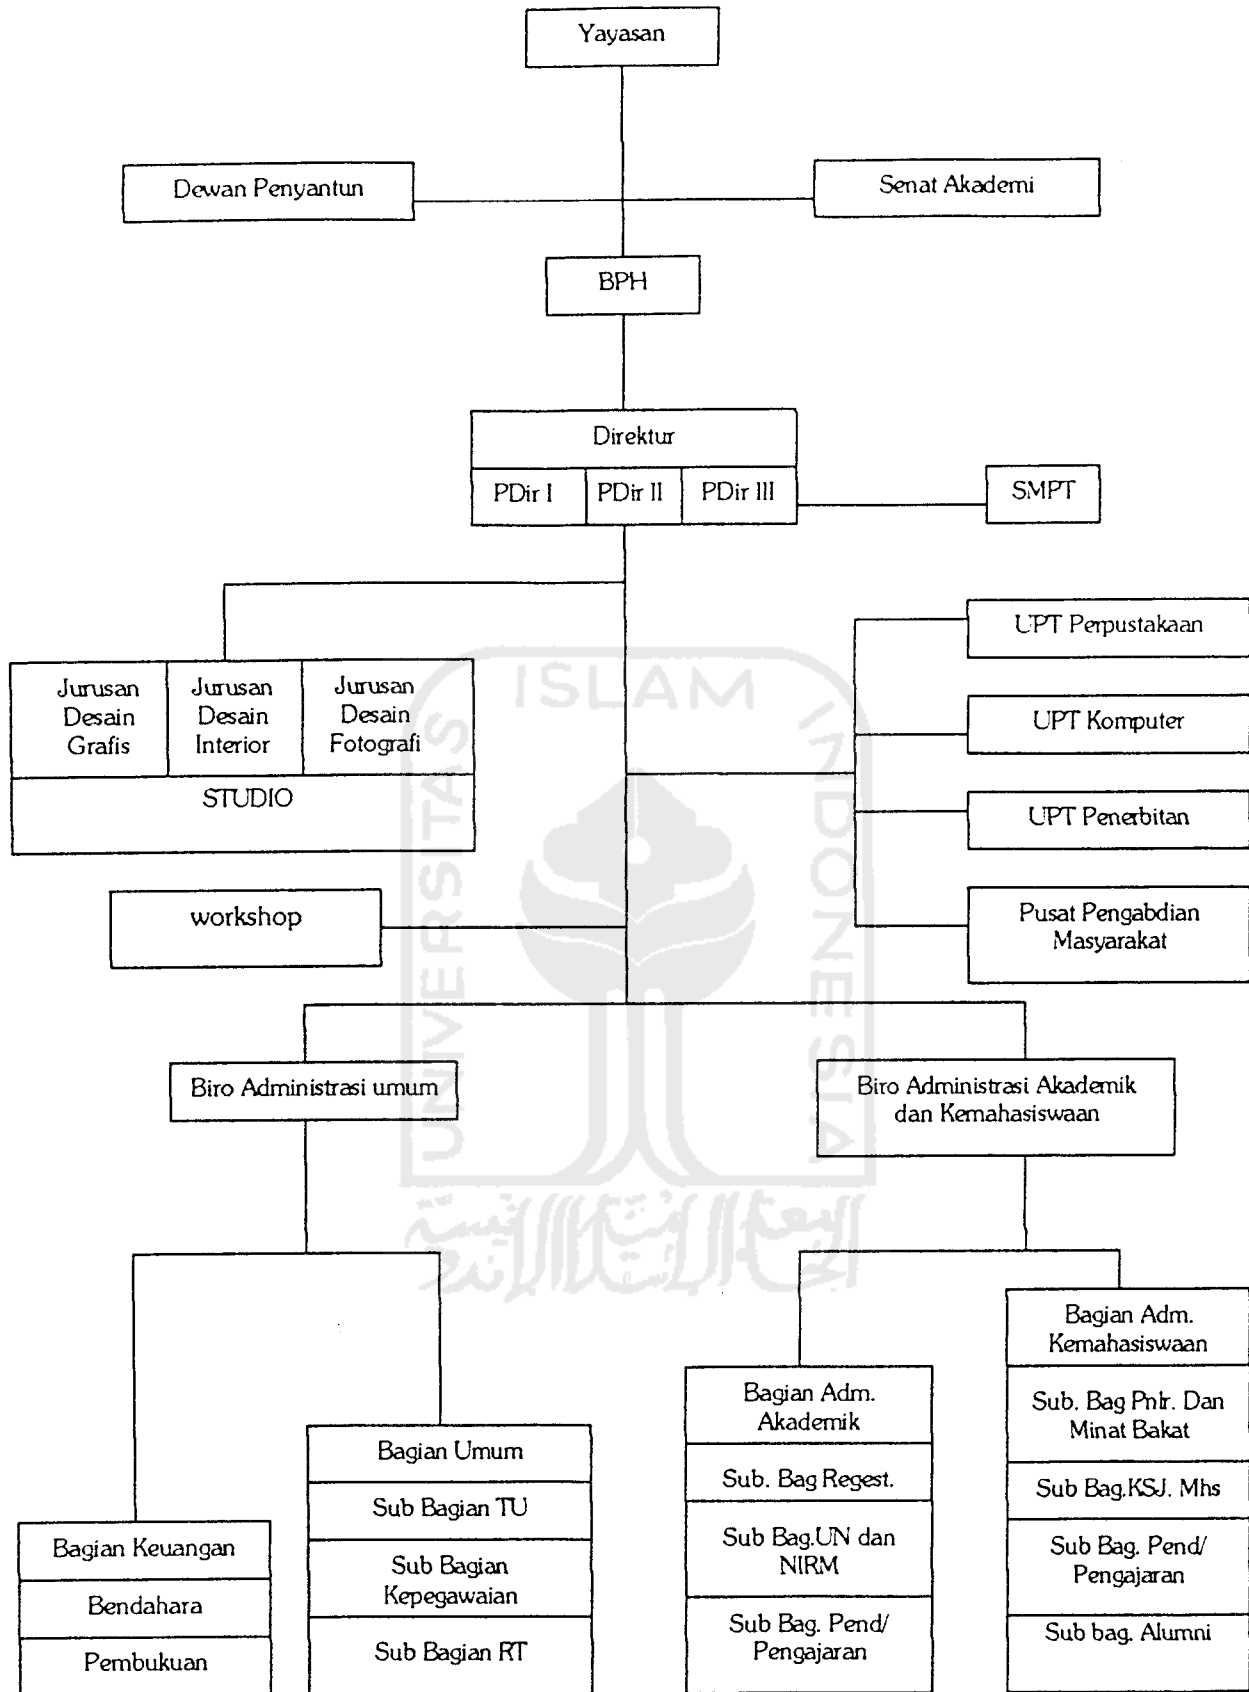 Yayasan
Dewan Penyantun
Senat Akademi
BPH
Direktur
PDir I
PDir II
PDir III
SMPT
UPT Perpustakaan
Jurusan
Desain
Grafis
Jurusan
Desain
Interior
Jurusan
Desain
Fotografi
UPT Komputer
STUDIO
UPT Penerbitan
workshop
Pusat Pengabdian
Masyarakat
Biro Administrasi umum
Biro Administrasi Akademik
dan Kemahasiswaan
Bagian Keuangan
Bendahara
Pembukuan
Bagian Umum
Sub Bagian TU
Sub Bagian
Kepegawaian
Sub Bagian RT
Bagian Adm.
Akademik
Sub. Bag Regest.
Sub Bag.UN dan
NIRM
Sub Bag. Pend/
Pengajaran
Bagian Adm.
Kemahasiswaan
Sub. Bag Pnlr. Dan
Minat Bakat
Sub Bag.KSJ. Mhs
Sub Bag. Pend/
Pengajaran
Sub bag. Alumni
UNIVERSITAS
ISLAM
INDONESIA